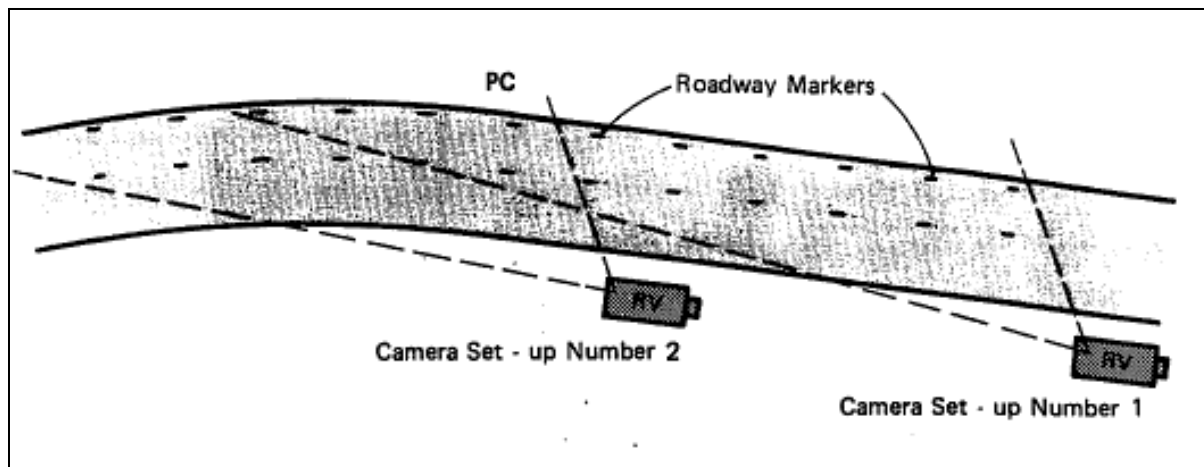 PC
Roadway Markers
RV
Camera Set - up Number 2
RV
Camera Set - up Number 1